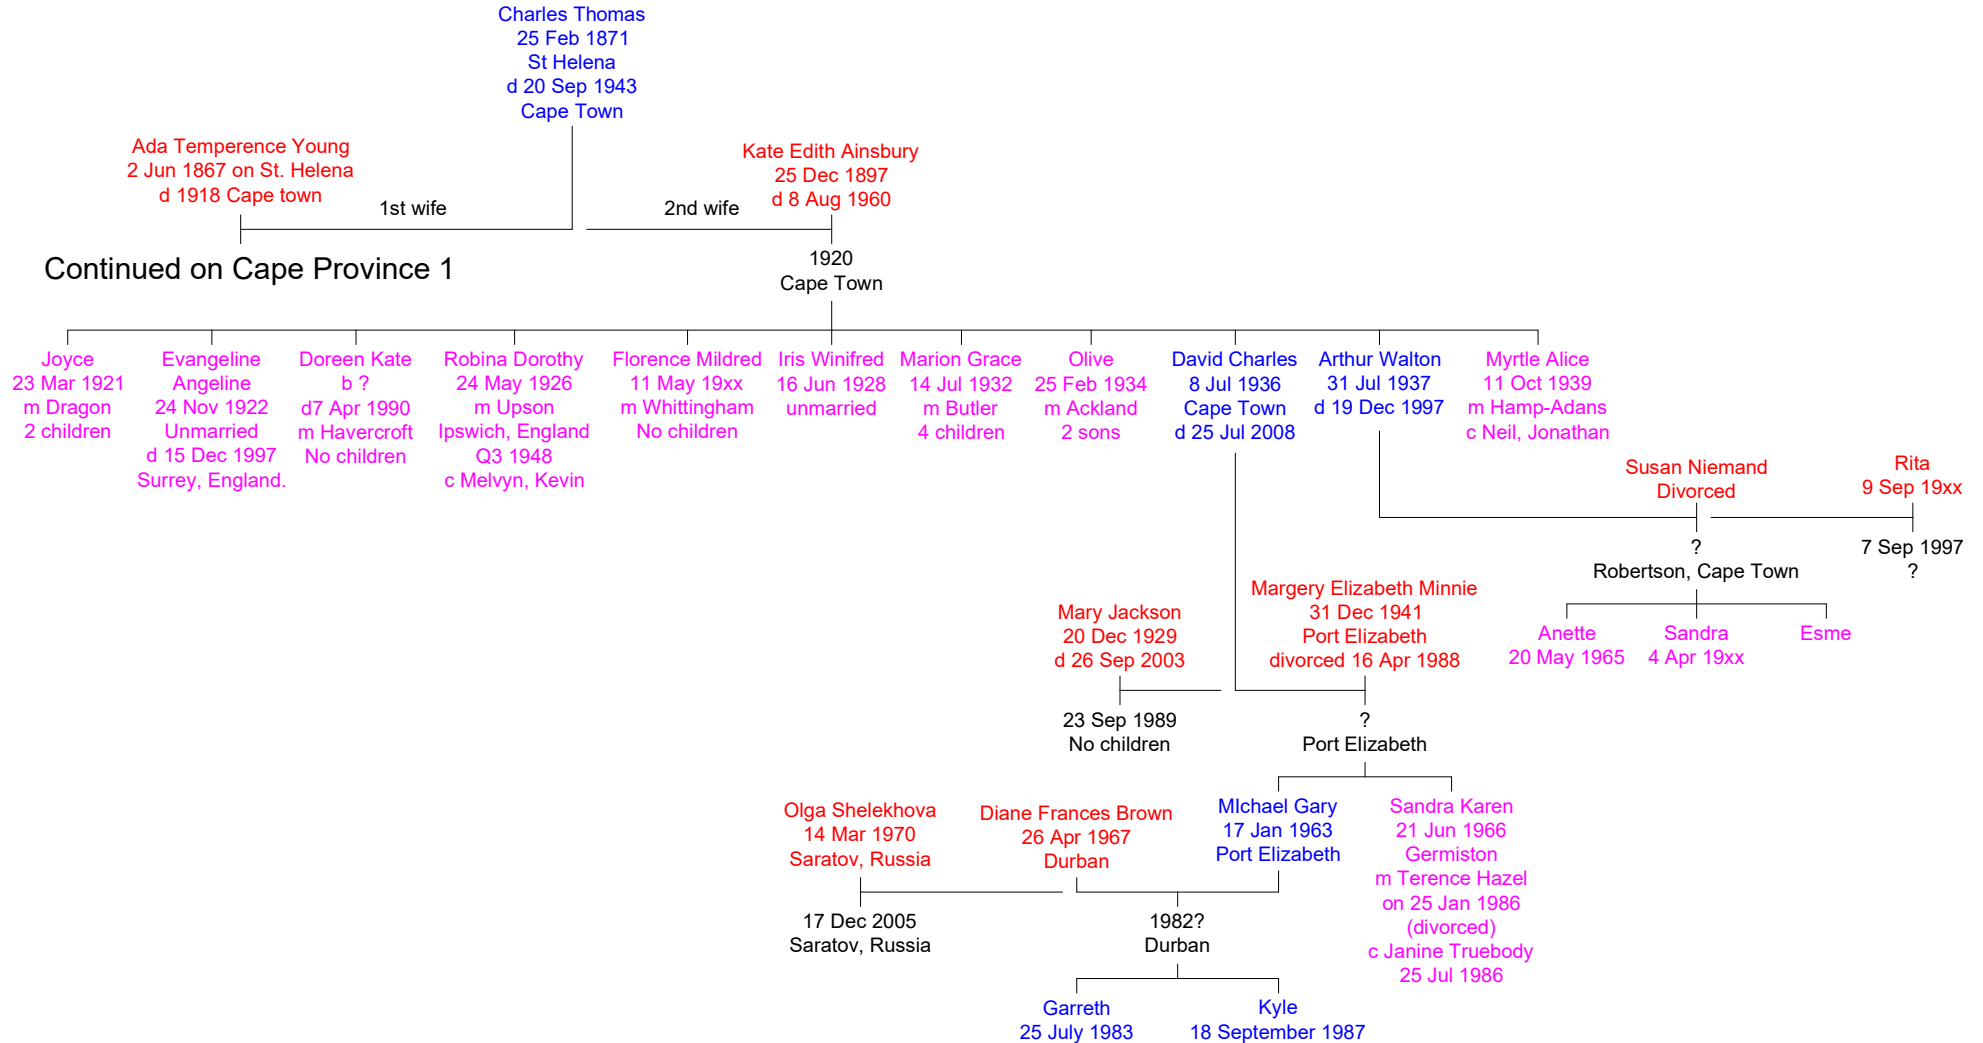 Charles Thomas
25 Feb 1871
St Helena
d 20 Sep 1943
Cape Town
Ada Temperence Young
2 Jun 1867 on St. Helena
d 1918 Cape town
Kate Edith Ainsbury
25 Dec 1897
d 8 Aug 1960
1st wife
2nd wife
Continued on Cape Province 1
1920
Cape Town
Joyce
23 Mar 1921
m Dragon
2 children
Evangeline
Angeline
24 Nov 1922
Unmarried
d 15 Dec 1997
Surrey, England.
Doreen Kate
b ?
d7 Apr 1990
m Havercroft
No children
Robina Dorothy
24 May 1926
m Upson
Ipswich, England
Q3 1948
c Melvyn, Kevin
Florence Mildred
11 May 19xx
m Whittingham
No children
Iris Winifred
16 Jun 1928
unmarried
Marion Grace
14 Jul 1932
m Butler
4 children
Olive
25 Feb 1934
m Ackland
2 sons
David Charles
8 Jul 1936
Cape Town
d 25 Jul 2008
Arthur Walton
31 Jul 1937
d 19 Dec 1997
Myrtle Alice
11 Oct 1939
m Hamp-Adans
c Neil, Jonathan
Susan Niemand
Divorced
Rita
9 Sep 19xx
?
Robertson, Cape Town
7 Sep 1997
?
Anette
20 May 1965
Sandra
4 Apr 19xx
Esme
Mary Jackson
20 Dec 1929
d 26 Sep 2003
Margery Elizabeth Minnie
31 Dec 1941
Port Elizabeth
divorced 16 Apr 1988
23 Sep 1989
No children
?
Port Elizabeth
Olga Shelekhova
14 Mar 1970
Saratov, Russia
Diane Frances Brown
26 Apr 1967
Durban
MIchael Gary
17 Jan 1963
Port Elizabeth
Sandra Karen
21 Jun 1966
Germiston
m Terence Hazel
on 25 Jan 1986
(divorced)
c Janine Truebody
25 Jul 1986
17 Dec 2005
Saratov, Russia
1982?
Durban
Garreth
25 July 1983
Kyle
18 September 1987